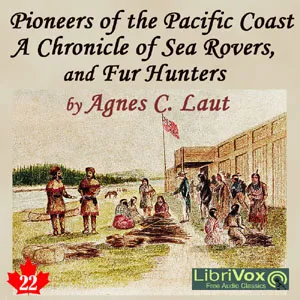 Pioneers of the Pacific Coast
A Chronicle of Sea Rovers,
and Fur Hunters
by Agnes C. Laut
22
LibriVox
Free Audio Classics